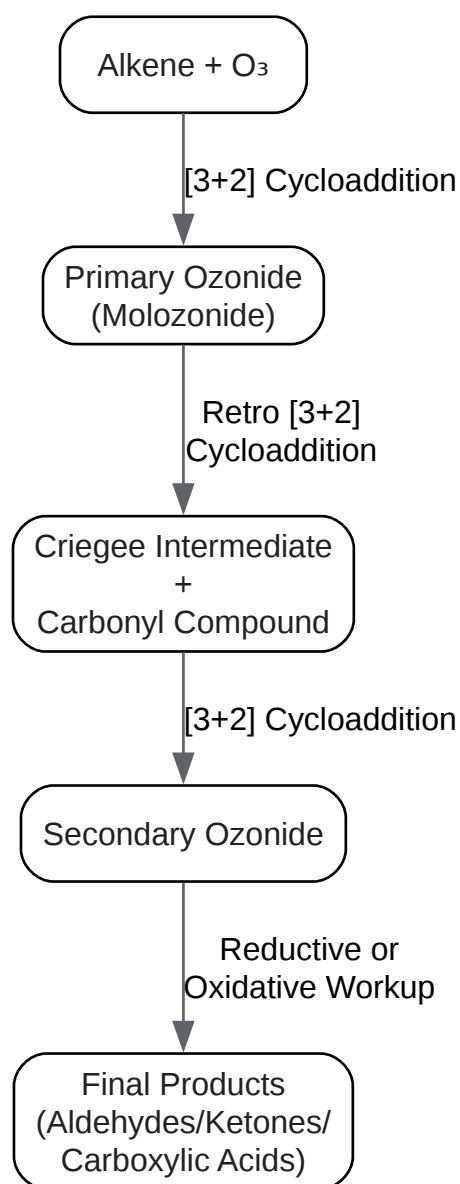 Alkene + O₃
[3+2] Cycloaddition
Primary Ozonide
(Molozonide)
Retro [3+2]
Cycloaddition
Criegee Intermediate
+
Carbonyl Compound
[3+2] Cycloaddition
Secondary Ozonide
Reductive or
Oxidative Workup
Final Products
(Aldehydes/Ketones/
Carboxylic Acids)